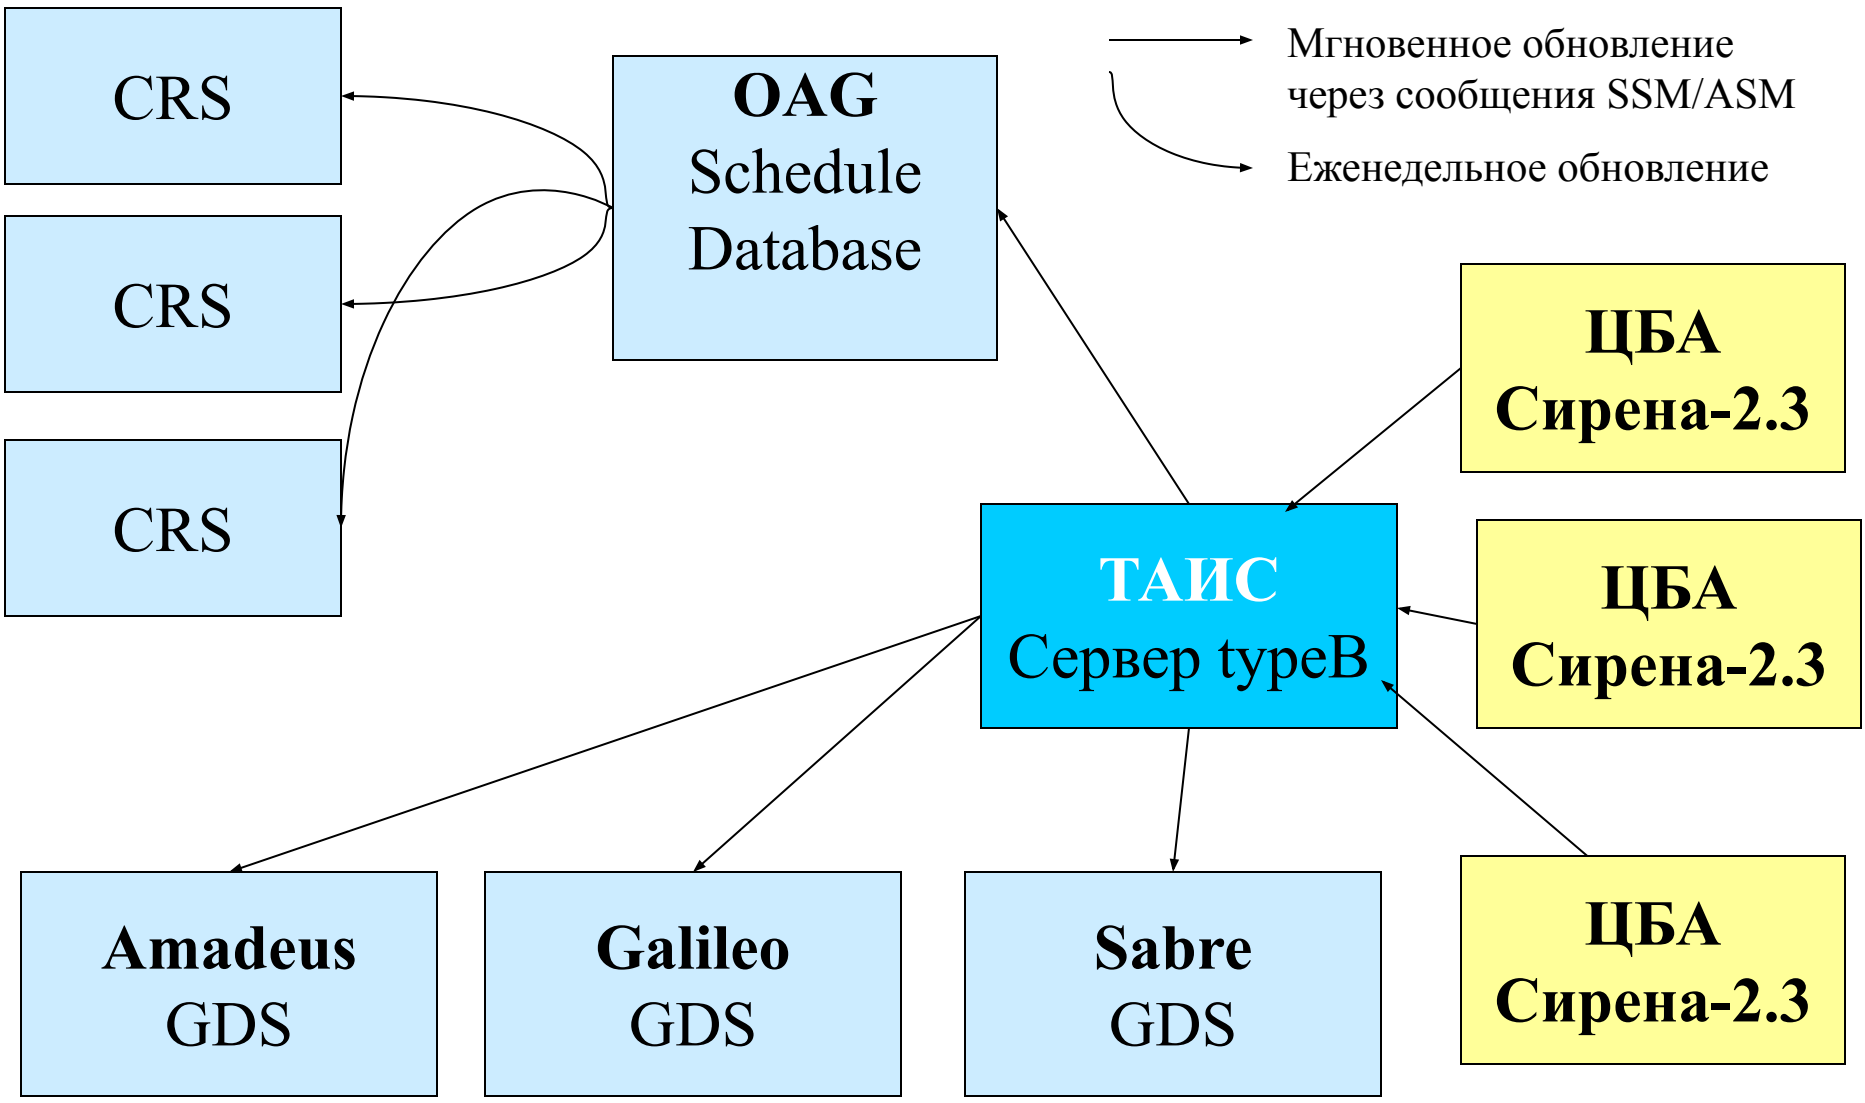 CRS
OAG
Schedule
Database
Мгновенное обновление
через сообщения SSM/ASM
Еженедельное обновление
CRS
CRS
ЦБА
Сирена-2.3
ТАИС
Сервер typeB
ЦБА
Сирена-2.3
Amadeus
GDS
Galileo
GDS
Sabre
GDS
ЦБА
Сирена-2.3